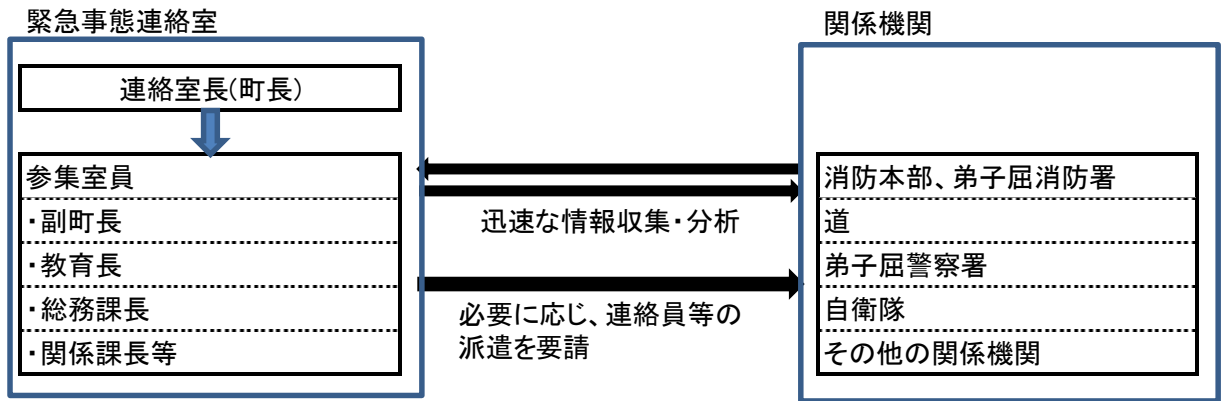 緊急事態連絡室
連絡室長(町長)
参集室員
・副町長
・教育長
・総務課長
・関係課長等
迅速な情報収集・分析
必要に応じ、連絡員等の
派遣を要請
関係機関
消防本部、弟子屈消防署
道
弟子屈警察署
自衛隊
その他の関係機関